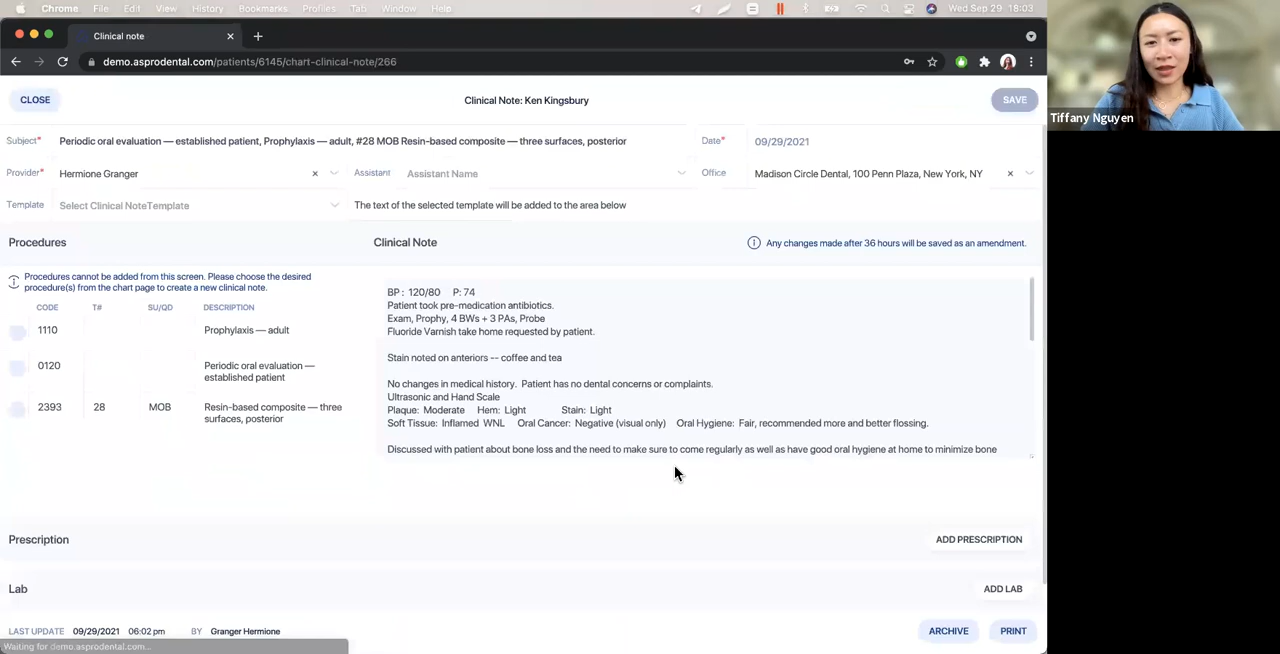 Chrome File Edit View History Bookmarks Profiles Tab Window Help Wed Sep 29 18:03
Clinical note
demo.asprodental.com/patients/6145/chart-clinical-note/266
CLOSE Clinical Note: Ken Kingsbury SAVE
Subject* Periodic oral evaluation — established patient, Prophylaxis — adult, #28 MOB Resin-based composite — three surfaces, posterior Date* 09/29/2021
Provider* Hermione Granger Assistant Assistant Name Office Madison Circle Dental, 100 Penn Plaza, New York, NY
Template Select Clinical NoteTemplate The text of the selected template will be added to the area below
Procedures
Procedures cannot be added from this screen. Please choose the desired
procedure(s) from the chart page to create a new clinical note.
CODE T# SU/QD DESCRIPTION
1110 Prophylaxis — adult
0120 Periodic oral evaluation —
established patient
2393 28 MOB Resin-based composite — three
surfaces, posterior
Clinical Note Any changes made after 36 hours will be saved as an amendment.
BP : 120/80 P: 74
Patient took pre-medication antibiotics.
Exam, Prophy, 4 BWs + 3 PAs, Probe
Fluoride Varnish take home requested by patient.
Stain noted on anteriors -- coffee and tea
No changes in medical history. Patient has no dental concerns or complaints.
Ultrasonic and Hand Scale
Plaque: Moderate Hem: Light Stain: Light
Soft Tissue: Inflamed WNL Oral Cancer: Negative (visual only) Oral Hygiene: Fair, recommended more and better flossing.
Discussed with patient about bone loss and the need to make sure to come regularly as well as have good oral hygiene at home to minimize bone
Prescription ADD PRESCRIPTION
Lab ADD LAB
LAST UPDATE 09/29/2021 06:02 pm BY Granger Hermione ARCHIVE PRINT
Waiting for demo.asprodental.com...
Tiffany Nguyen